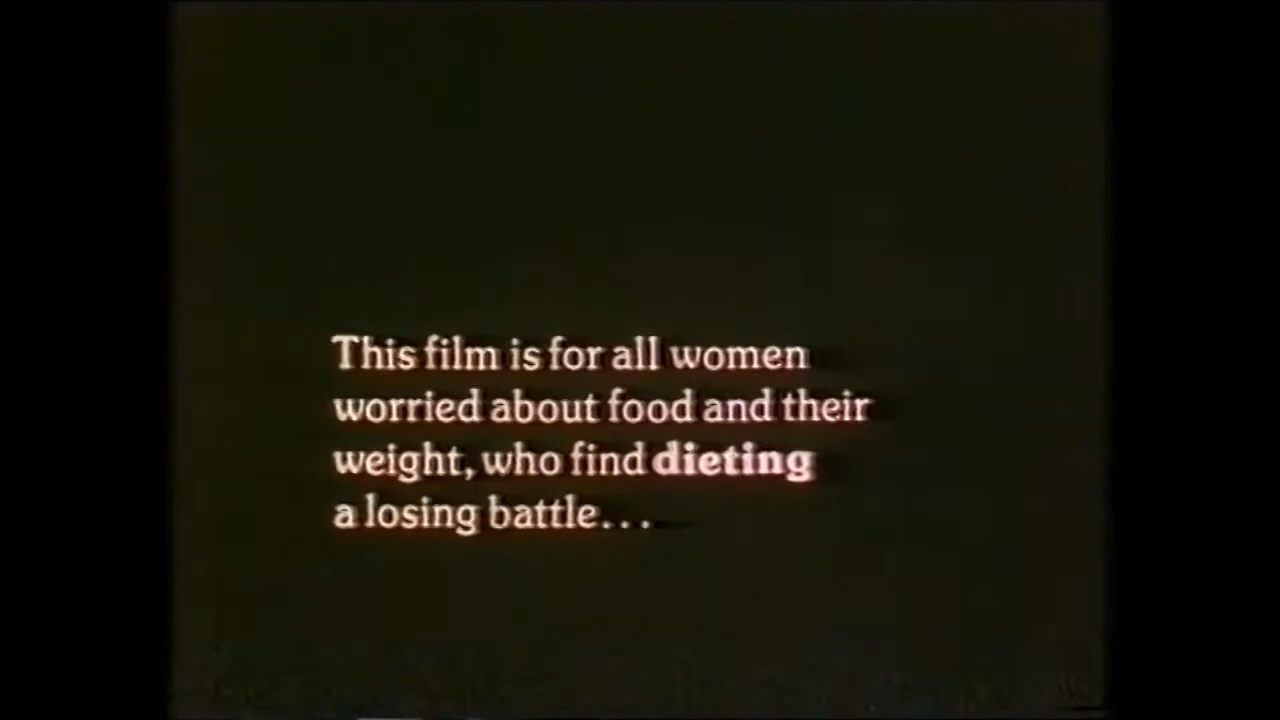 This film is for all women
worried about food and their
weight, who find dieting
a losing battle...